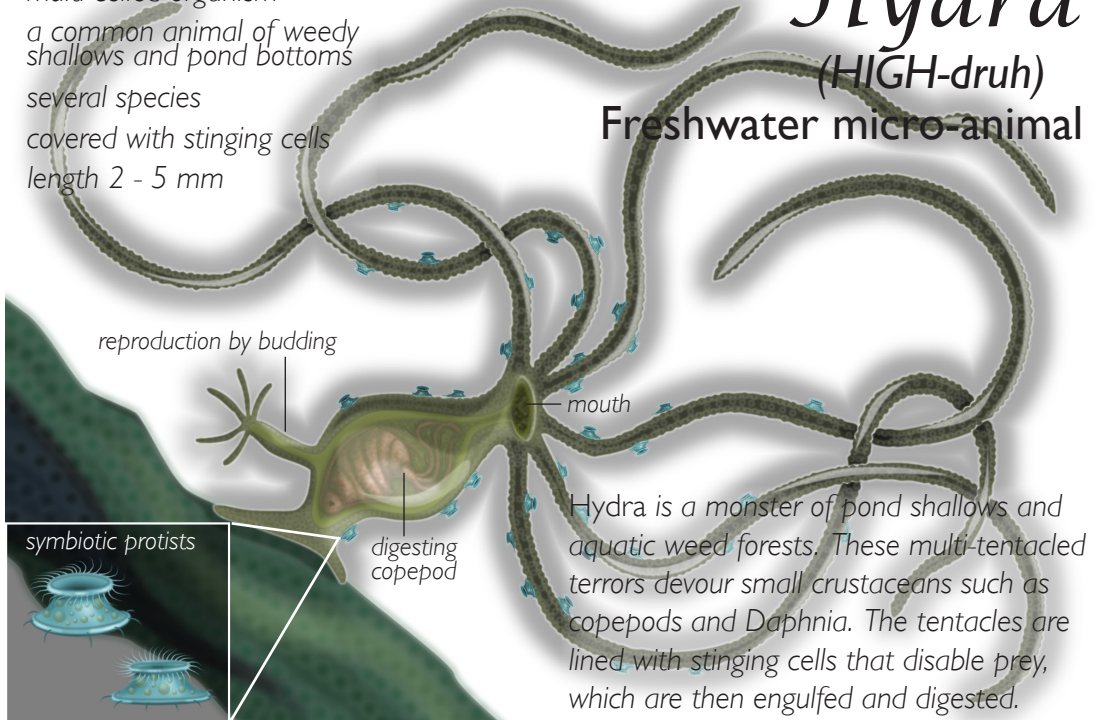 multi-celled organism
a common animal of weedy
shallows and pond bottoms
several species
covered with stinging cells
length 2 - 5 mm
Hydra
(HIGH-druh)
Freshwater micro-animal
reproduction by budding
mouth
digesting
copepod
symbiotic protists
Hydra is a monster of pond shallows and
aquatic weed forests. These multi-tentacled
terrors devour small crustaceans such as
copepods and Daphnia. The tentacles are
lined with stinging cells that disable prey,
which are then engulfed and digested.